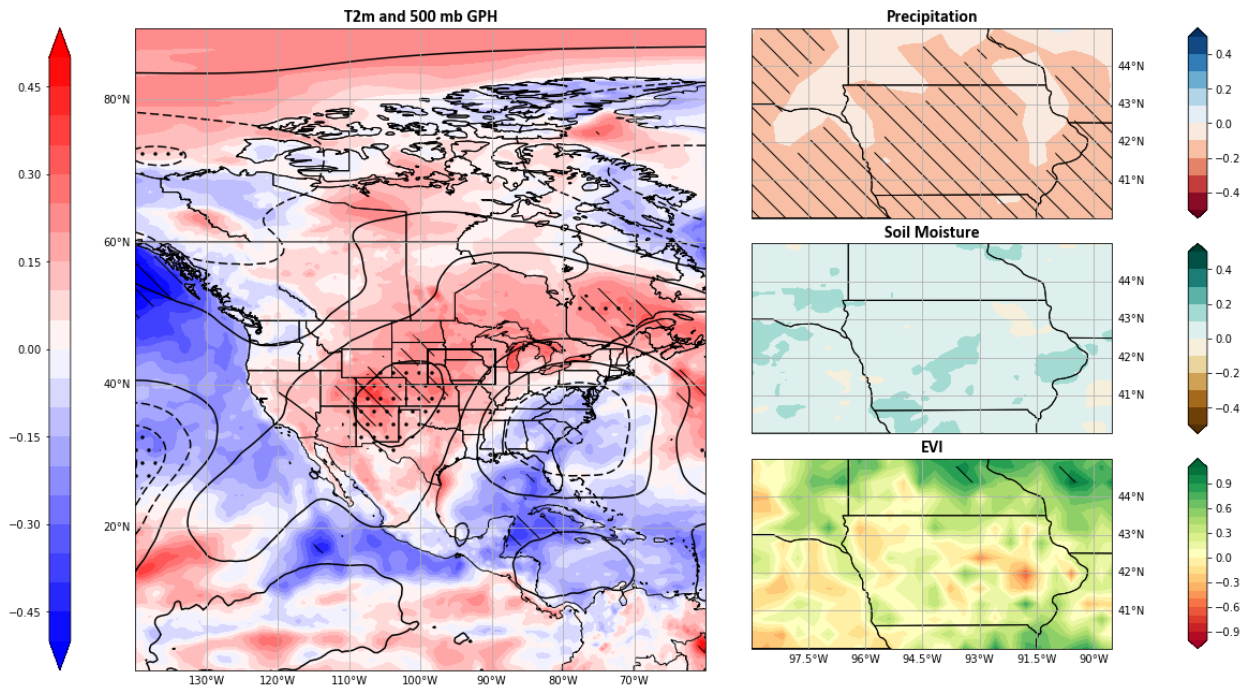 T2m and 500 mb GPH
0.45
0.30
0.15
0.00
−0.15
−0.30
−0.45
80°N
60°N
40°N
20°N
130°W 120°W 110°W 100°W 90°W 80°W 70°W
Precipitation
44°N
43°N
42°N
41°N
0.4
0.2
0.0
−0.2
−0.4
Soil Moisture
44°N
43°N
42°N
41°N
0.4
0.2
0.0
−0.2
−0.4
EVI
44°N
43°N
42°N
41°N
97.5°W 96°W 94.5°W 93°W 91.5°W 90°W
0.9
0.6
0.3
0.0
−0.3
−0.6
−0.9